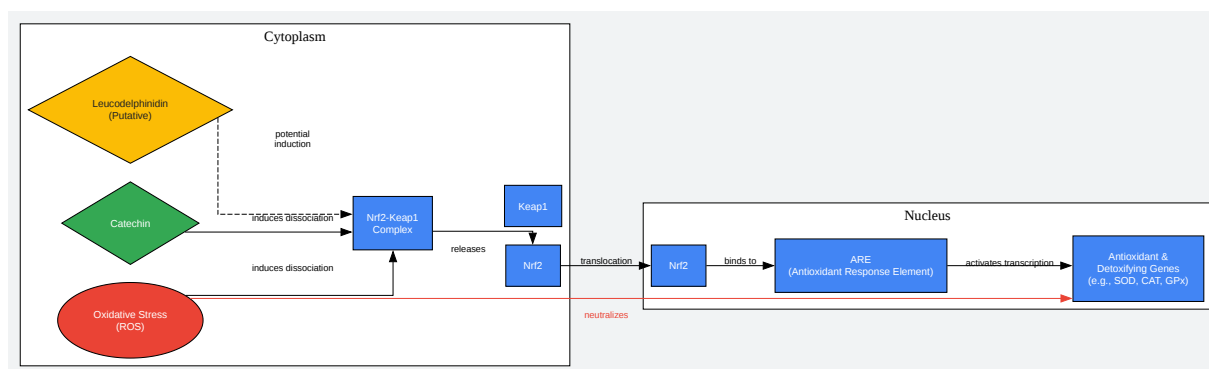 Cytoplasm
Leucodelphinidin
(Putative)
potential
induction
Catechin
induces dissociation
Nrf2-Keap1
Complex
Keap1
releases
Nrf2
induces dissociation
Oxidative Stress
(ROS)
translocation
neutralizes
Nucleus
Nrf2
binds to
ARE
(Antioxidant Response Element)
activates transcription
Antioxidant &
Detoxifying Genes
(e.g., SOD, CAT, GPx)